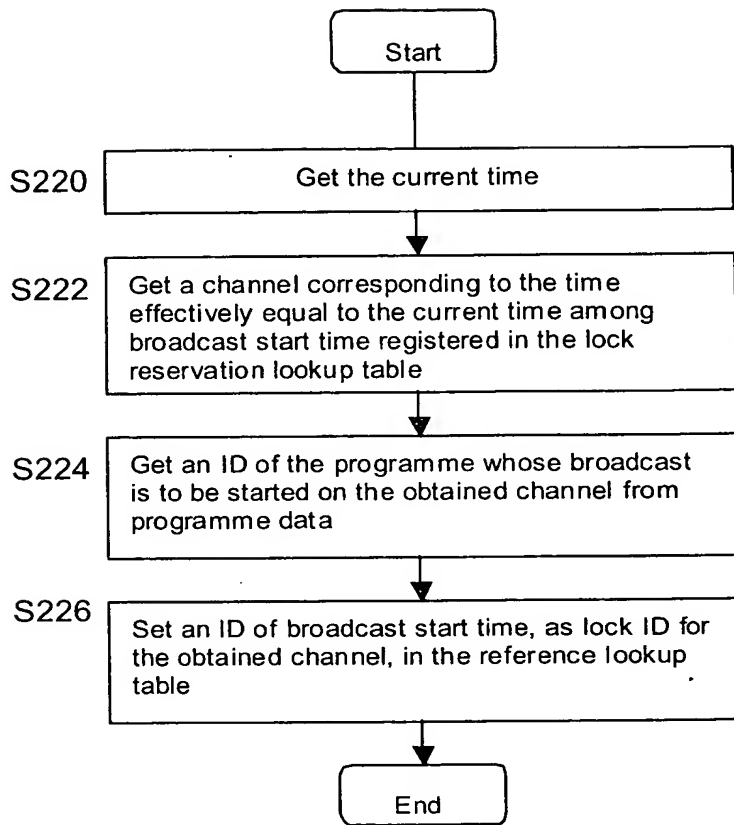 Start
S220
Get the current time
S222
Get a channel corresponding to the time
effectively equal to the current time among
broadcast start time registered in the lock
reservation lookup table
S224
Get an ID of the programme whose broadcast
is to be started on the obtained channel from
programme data
S226
Set an ID of broadcast start time, as lock ID for
the obtained channel, in the reference lookup
table
End